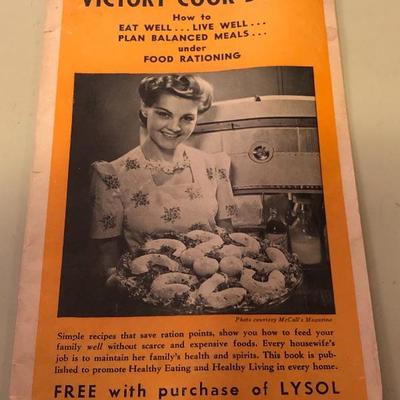 VICTORY COOK
How to
EAT WELL...LIVE WELL...
PLAN BALANCED MEALS...
under
FOOD RATIONING
Photo courtesy McCall's Magazine
Simple recipes that save ration points, show you how to feed your
family well without scarce and expensive foods. Every housewife's
job is to maintain her family's health and spirits. This book is pub-
lished to promote Healthy Eating and Healthy Living in every home.
FREE with purchase of LYSOL